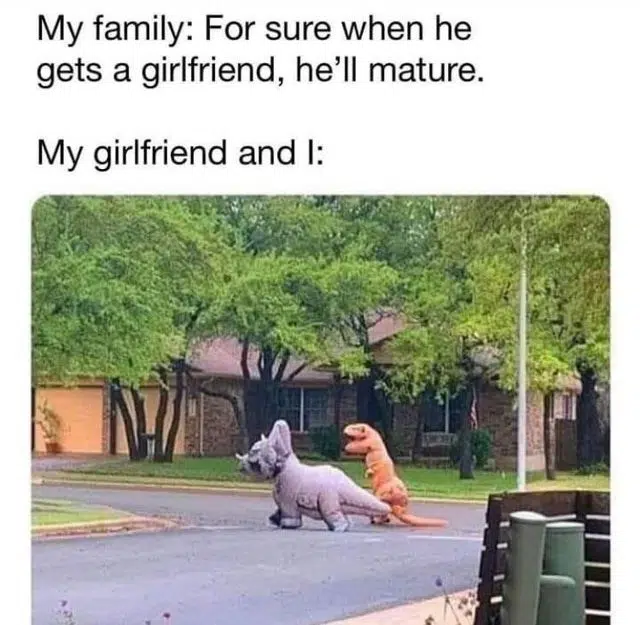 My family: For sure when he
gets a girlfriend, he’ll mature.
My girlfriend and I: